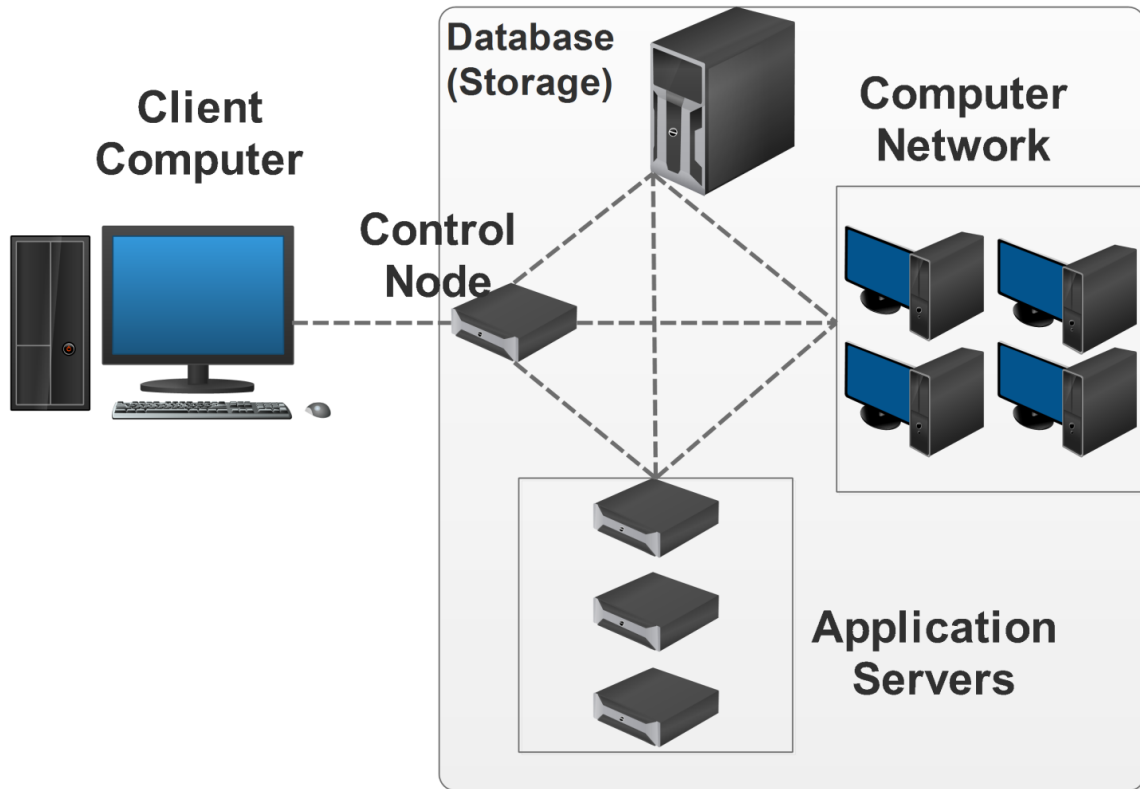 Client
Computer
Database
(Storage)
Computer
Network
Control
Node
Application
Servers